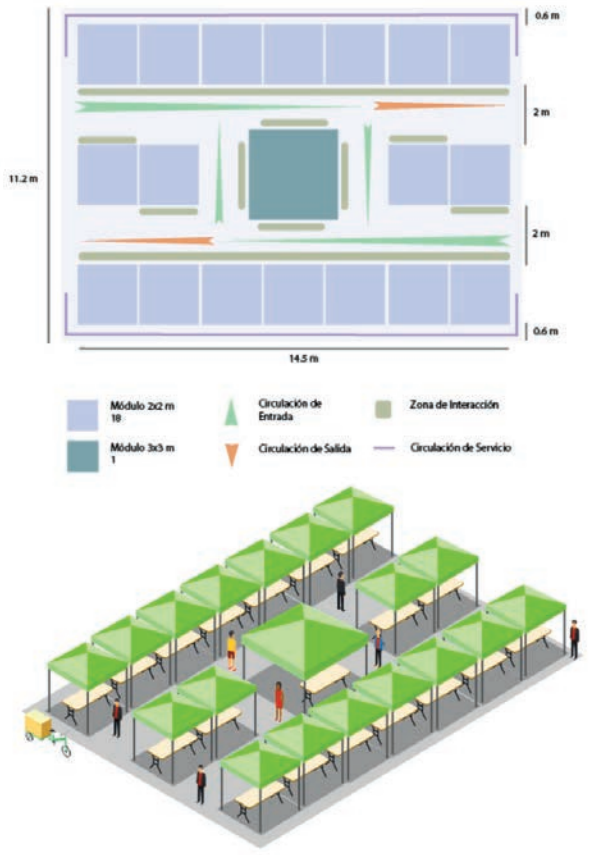 0.6 m
2 m
11.2 m
2 m
0.6 m
14.5 m
Módulo 2x2 m
18
Circulación de
Entrada
Zona de Interacción
Módulo 3x3 m
1
Circulación de Salida
Circulación de Servicio